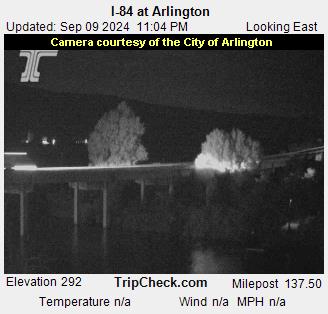 I-84 at Arlington
Updated: Sep 09 2024 11:04 PM Looking East
Camera courtesy of the City of Arlington
Elevation 292 TripCheck.com Milepost 137.50
Temperature n/a Wind n/a MPH n/a